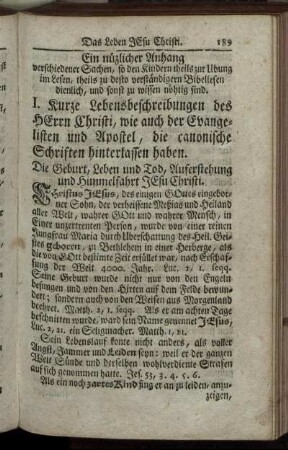 Das Leben JEsu Christi. 189
Ein nüzlicher Anhang
verschiedener Sachen, so den Kindern theils zur Ubung
im Lesen, theils zu desto verständigern Bibellesen
dienlich, und sonst zu wissen nöhtig sind.
I. Kurze Lebensbeschreibungen des
HErrn Christi, wie auch der Evange-
listen und Apostel, die canonische
Schriften hinterlassen haben.
Die Geburt, Leben und Tod, Auferstehung
und Himmelfahrt JEsu Christi.
CHristus JEsus, des einigen GOttes eingebor-
ner Sohn, der verheissene Meßias und Heiland
aller Welt, wahrer GOtt und wahrer Mensch, in
Einer unzertrenten Person, wurde von einer reinen
Jungfrau Maria durch Uberschattung des Heil. Gei-
stes geboren, zu Bethlehem in einer Herberge, als
die von GOtt bestimte Zeit erfüllet war, nach Erschaf-
fung der Welt 4000. Jahr. Luc. 2, 1. seqq.
Seine Geburt wurde nicht nur von den Engeln
besungen und von den Hirten auf dem Felde bewun-
dert; sondern auch von den Weisen aus Morgenland
beehret. Matth. 2, 1. seqq. Als er am achten Tage
beschnitten wurde, ward sein Name genennet JEsus,
Luc. 2, 21. ein Seligmacher. Matth. 1, 21.
Sein Lebenslauf konte nicht anders, als voller
Angst, Jammer und Leiden seyn: weil er der ganzen
Welt Sünde und derselben wohlverdiente Strafen
auf sich genommen hatte. Jes. 53, 3. 4. 5. 6.
Als ein noch zartes Kind fing er an zu leiden, anzu-
zeigen,